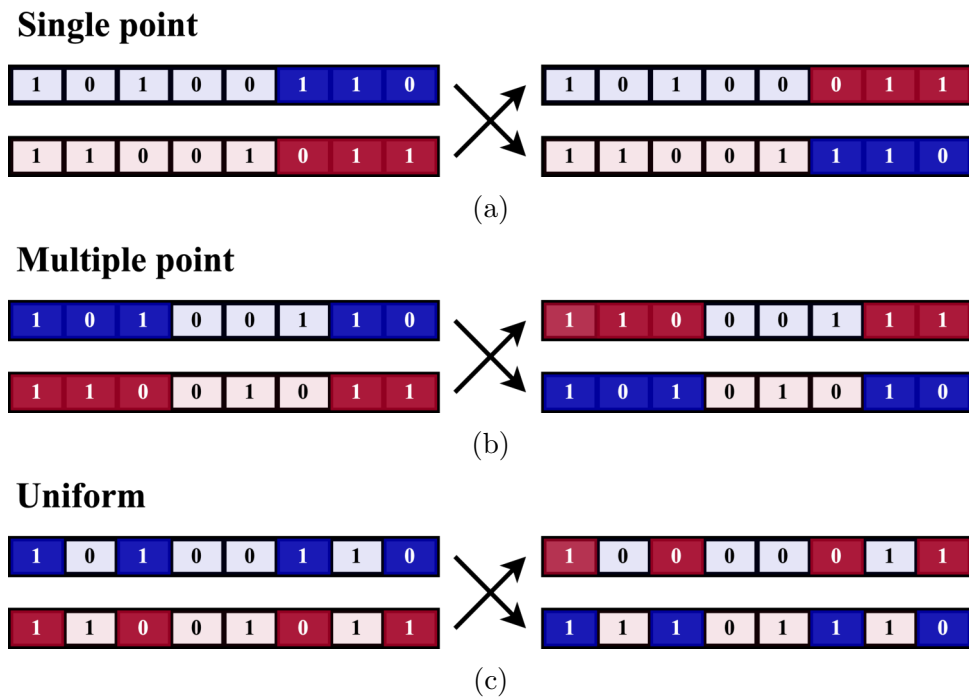 Single point
1 0 1 0 0 1 1 0 1 0 1 0 0 0 1 1
1 1 0 0 1 0 1 1 1 1 0 0 1 1 1 0
(a)
Multiple point
1 0 1 0 0 1 1 0 1 1 0 0 0 1 1 1
1 1 0 0 1 0 1 1 1 0 1 0 1 0 1 0
(b)
Uniform
1 0 1 0 0 1 1 0 1 0 0 0 0 0 1 1
1 1 0 0 1 0 1 1 1 1 1 0 1 1 1 0
(c)